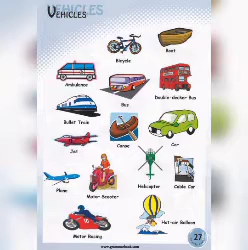 VEHICLES
VEHICLES
Bicycle
Boat
Ambulance
Bus
Double-decker Bus
Bullet Train
Jet
Canoe
Car
Plane
Motor Scooter
Helicopter
Cable Car
Motor Racing
Hot-air Balloon
27